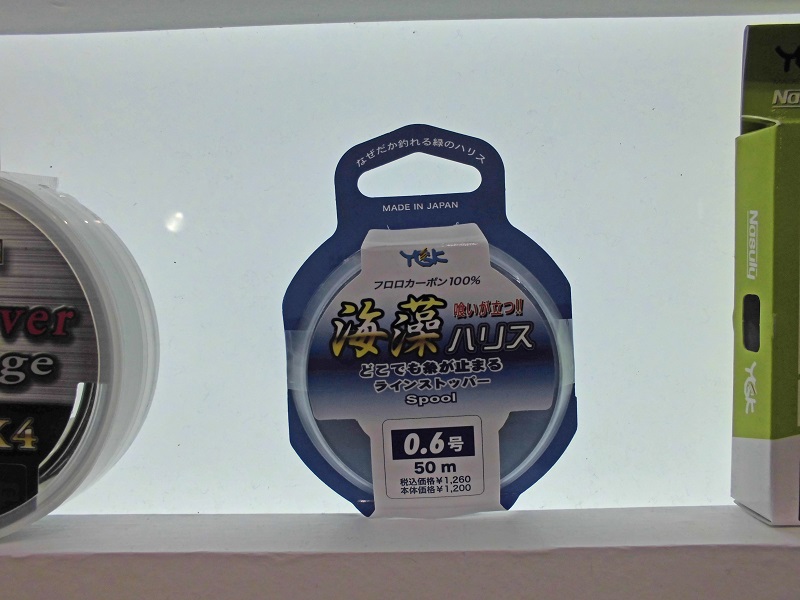 なぜだか釣れる緑のハリス
MADE IN JAPAN
YGK
フロロカーボン100%
喰いが立つ!!
海藻ハリス
どこでも糸が止まる
ラインストッパー
Spool
0.6号
50m
税込価格¥1,260
本体価格¥1,200
ver
ge
X4
Nasuly
YGK